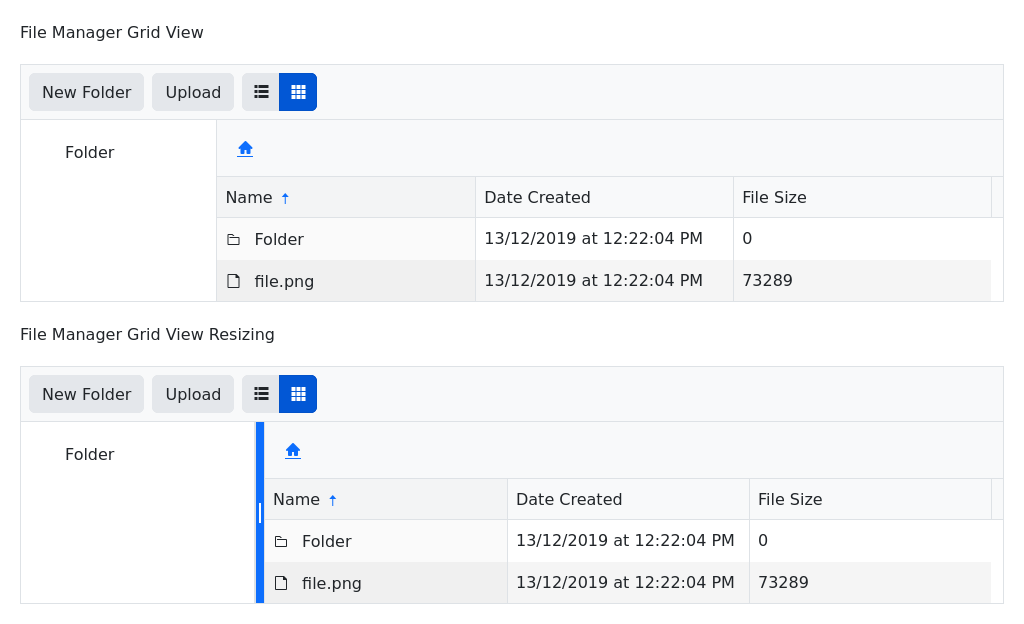 File Manager Grid View
New Folder Upload
Folder
Name Date Created File Size
Folder 13/12/2019 at 12:22:04 PM 0
file.png 13/12/2019 at 12:22:04 PM 73289
File Manager Grid View Resizing
New Folder Upload
Folder
Name Date Created File Size
Folder 13/12/2019 at 12:22:04 PM 0
file.png 13/12/2019 at 12:22:04 PM 73289